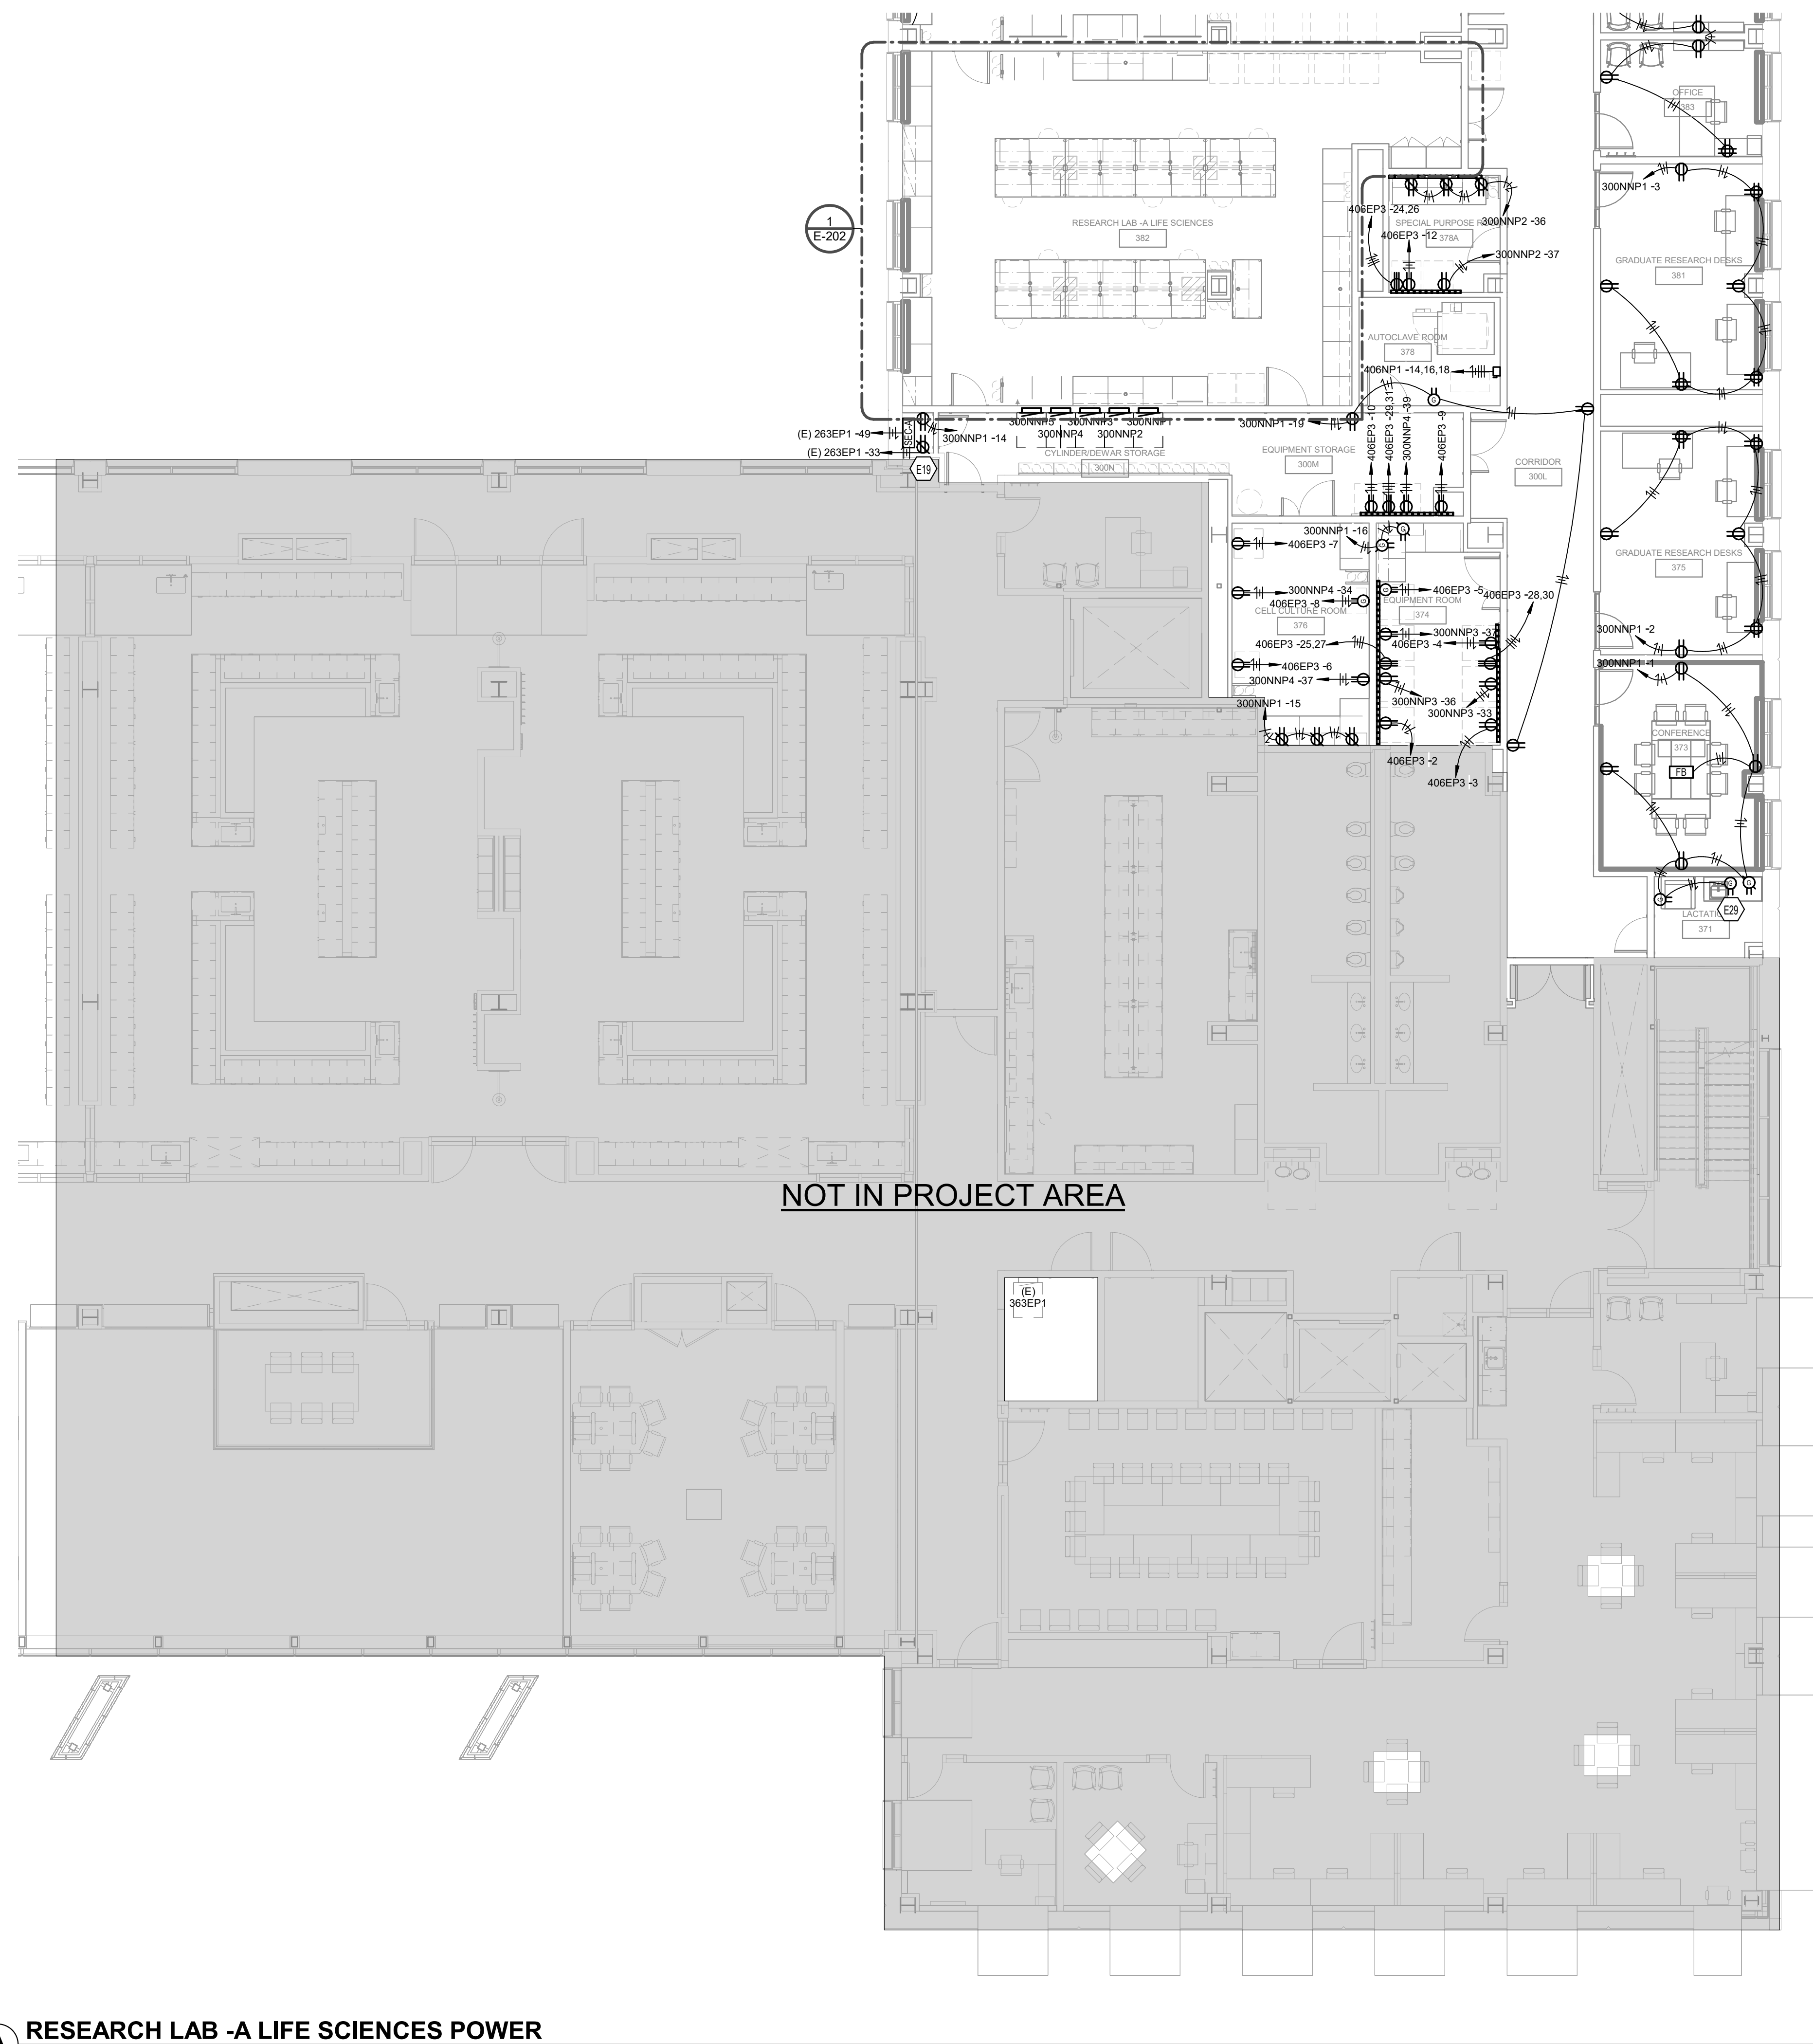 OFFICE
383
300NNP1 -3
1
E-202
RESEARCH LAB -A LIFE SCIENCES
382
406EP3 -24,26
SPECIAL PURPOSE R
300NNP2 -36
406EP3 -12
378A
300NNP2 -37
GRADUATE RESEARCH DESKS
381
AUTOCLAVE ROOM
378
406NP1 -14,16,18
G
(E) 263EP1 -49
SEC-A
300NNP1 -14
(E) 263EP1 -33
E19
300NNP5
300NNP3
300NNP1
300NNP4
300NNP2
CYLINDER/DEWAR STORAGE
300N
300NNP1 -19
EQUIPMENT STORAGE
300M
406EP3 -10
406EP3 -29,31
300NNP4 -39
406EP3 -9
CORRIDOR
300L
300NNP1 -16
G
G
406EP3 -7
GRADUATE RESEARCH DESKS
375
300NNP4 -34
406EP3 -8
G
G
406EP3 -5
406EP3 -28,30
CELL CULTURE ROOM
376
EQUIPMENT ROOM
374
300NNP3 -37
406EP3 -25,27
406EP3 -4
300NNP1 -2
406EP3 -6
300NNP4 -37
300NNP1 -1
300NNP1 -15
300NNP3 -36
300NNP3 -33
406EP3 -2
406EP3 -3
CONFERENCE
373
FB
G
G
G
E29
LACTATIO
371
NOT IN PROJECT AREA
(E)
363EP1
RESEARCH LAB -A LIFE SCIENCES POWER